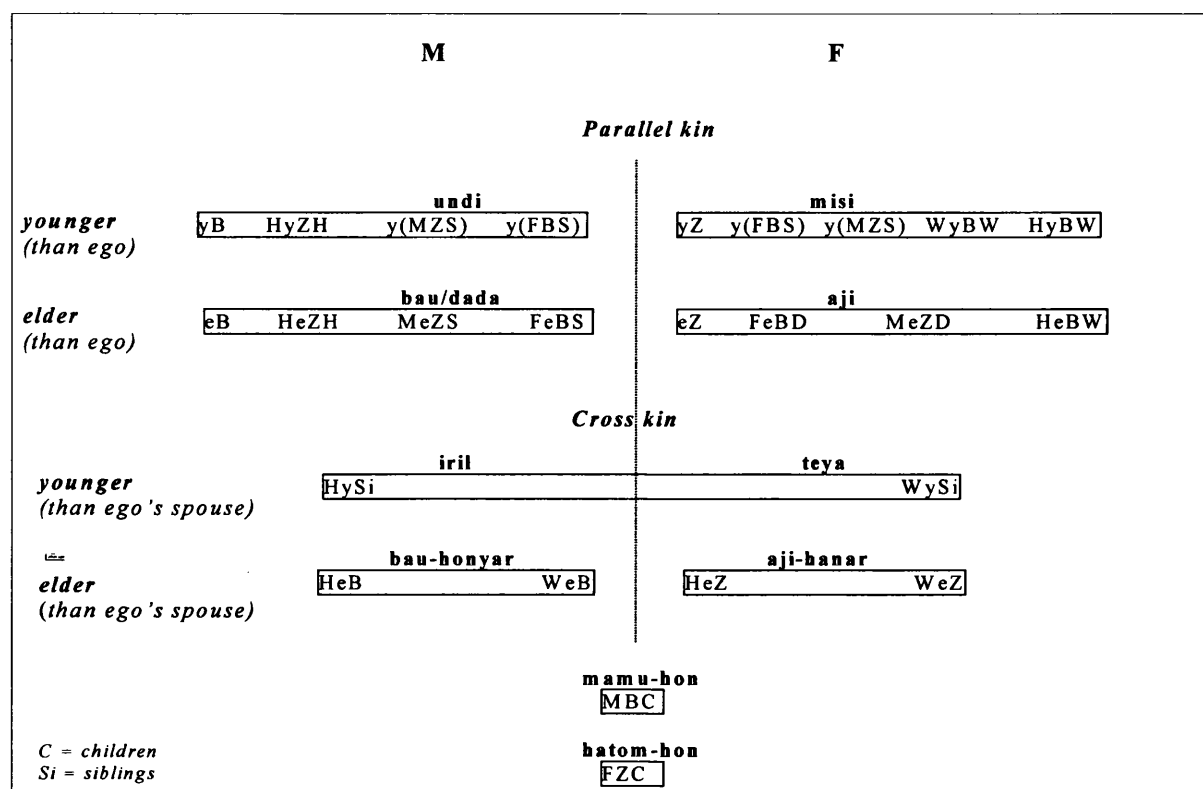 M F
Parallel kin
undi misi
younger yB HyZH y(MZS) y(FBS) yZ y(FBS) y(MZS) WyBW HyBW
(than ego)
bau/dada aji
elder eB HeZH MeZS FeBS eZ FeBD MeZD HeBW
(than ego)
Cross kin
iril teya
younger HySi WySi
(than ego's spouse)
bau-honyar aji-hanar
elder HeB WeB HeZ WeZ
(than ego's spouse)
mamu-hon
MBC
C = children hatom-hon
Si = siblings FZC